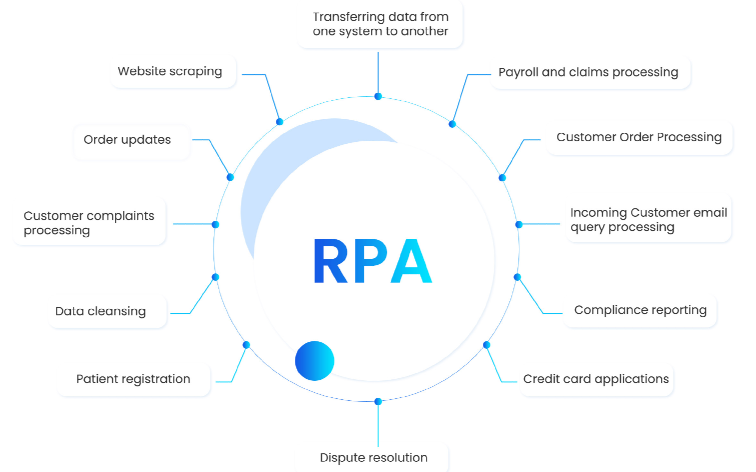 Transferring data from
one system to another
Website scraping
Payroll and claims processing
Order updates
Customer Order Processing
Customer complaints
processing
Incoming Customer email
query processing
RPA
Data cleansing
Compliance reporting
Patient registration
Credit card applications
Dispute resolution